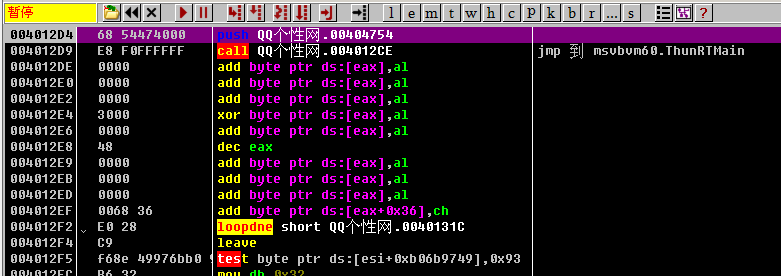 暂停 l e m t w h c p k b r ... s ?
004012D4 68 54474000 push QQ个性网.00404754
004012D9 E8 F0FFFFFF call QQ个性网.004012CE jmp 到 msvbvm60.ThunRTMain
004012DE 0000 add byte ptr ds:[eax],al
004012E0 0000 add byte ptr ds:[eax],al
004012E2 0000 add byte ptr ds:[eax],al
004012E4 3000 xor byte ptr ds:[eax],al
004012E6 0000 add byte ptr ds:[eax],al
004012E8 48 dec eax
004012E9 0000 add byte ptr ds:[eax],al
004012EB 0000 add byte ptr ds:[eax],al
004012ED 0000 add byte ptr ds:[eax],al
004012EF 0068 36 add byte ptr ds:[eax+0x36],ch
004012F2 E0 28 loopdne short QQ个性网.0040131C
004012F4 C9 leave
004012F5 f68e 49976bb0 9 test byte ptr ds:[esi+0xb06b9749],0x93
004012FC B6 32 mov dh,0x32